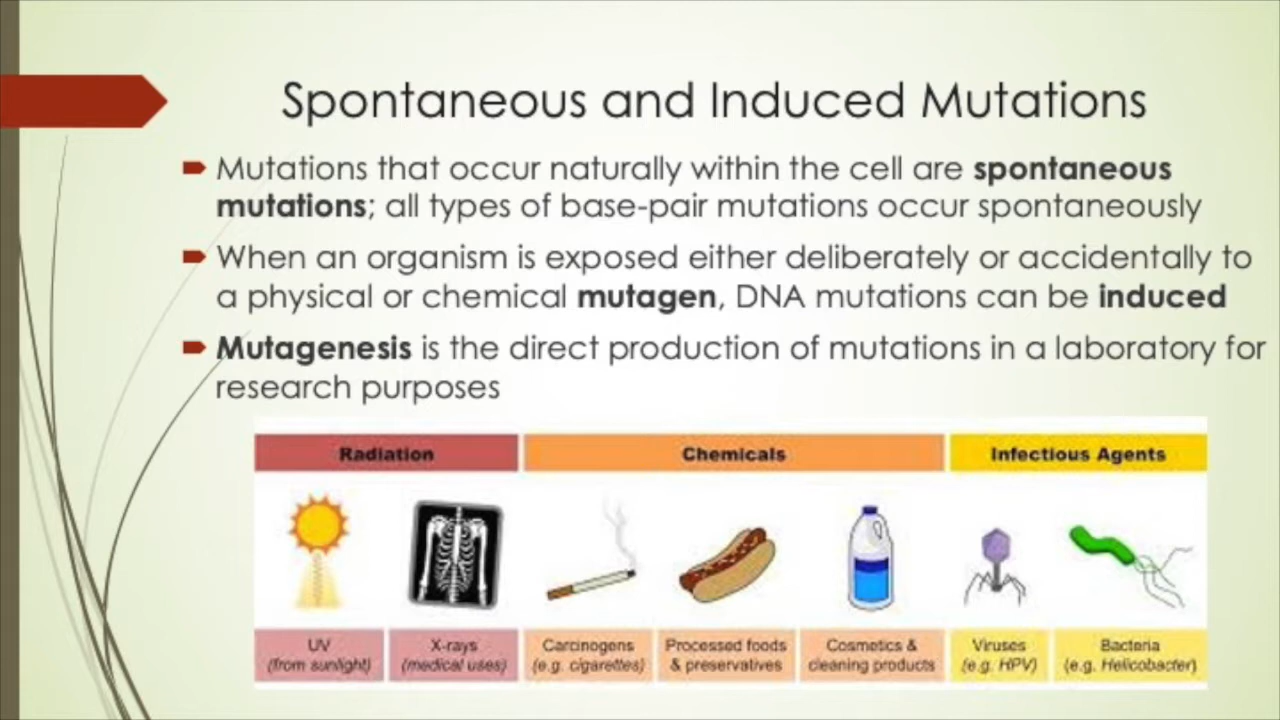 Spontaneous and Induced Mutations
Mutations that occur naturally within the cell are spontaneous
mutations; all types of base-pair mutations occur spontaneously
When an organism is exposed either deliberately or accidentally to
a physical or chemical mutagen, DNA mutations can be induced
Mutagenesis is the direct production of mutations in a laboratory for
research purposes
Radiation Chemicals Infectious Agents
UV
(from sunlight)
X-rays
(medical uses)
Carcinogens
(e.g. cigarettes)
Processed foods
& preservatives
Cosmetics &
cleaning products
Viruses
(e.g. HPV)
Bacteria
(e.g. Helicobacter)